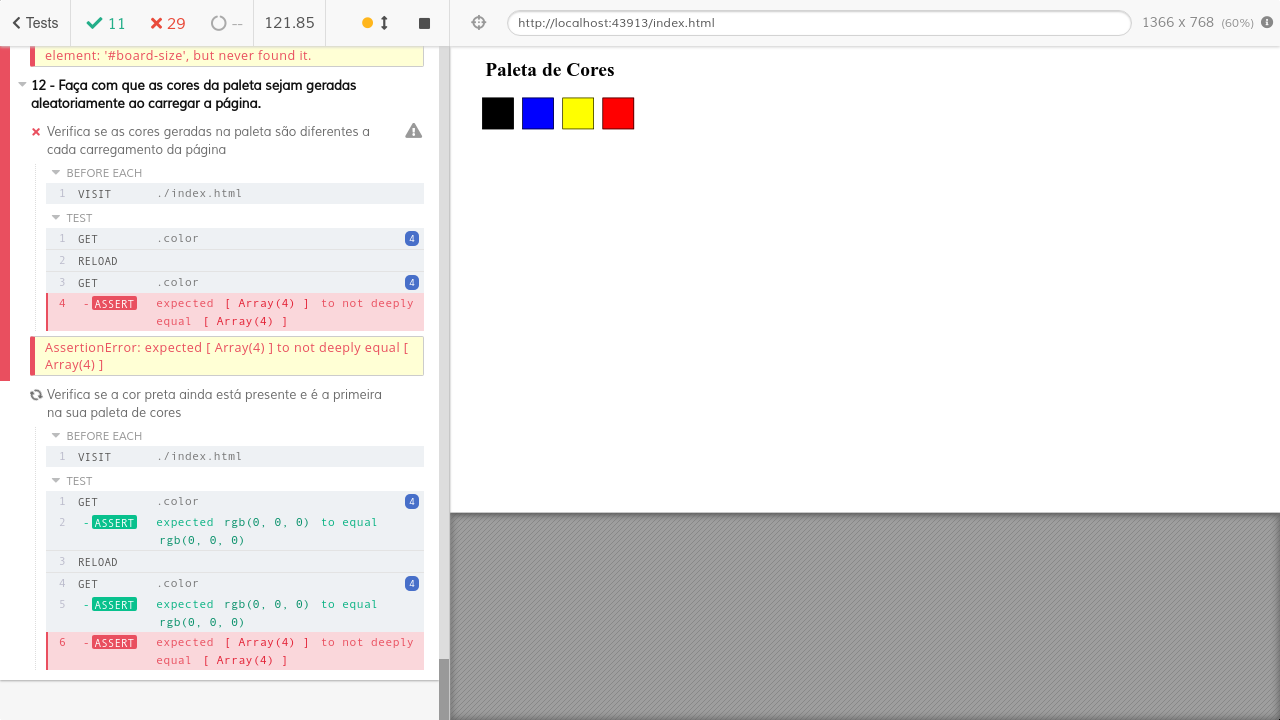 Tests 11 29 -- 121.85
http://localhost:43913/index.html 1366 x 768 (60%)
element: '#board-size', but never found it.
12 - Faça com que as cores da paleta sejam geradas
aleatoriamente ao carregar a página.
Verifica se as cores geradas na paleta são diferentes a
cada carregamento da página
BEFORE EACH
1 VISIT ./index.html
TEST
1 GET .color 4
2 RELOAD
3 GET .color 4
4 -ASSERT expected [ Array(4) ] to not deeply
equal [ Array(4) ]
AssertionError: expected [ Array(4) ] to not deeply equal [
Array(4) ]
Verifica se a cor preta ainda está presente e é a primeira
na sua paleta de cores
BEFORE EACH
1 VISIT ./index.html
TEST
1 GET .color 4
2 -ASSERT expected rgb(0, 0, 0) to equal
rgb(0, 0, 0)
3 RELOAD
4 GET .color 4
5 -ASSERT expected rgb(0, 0, 0) to equal
rgb(0, 0, 0)
6 -ASSERT expected [ Array(4) ] to not deeply
equal [ Array(4) ]
Paleta de Cores